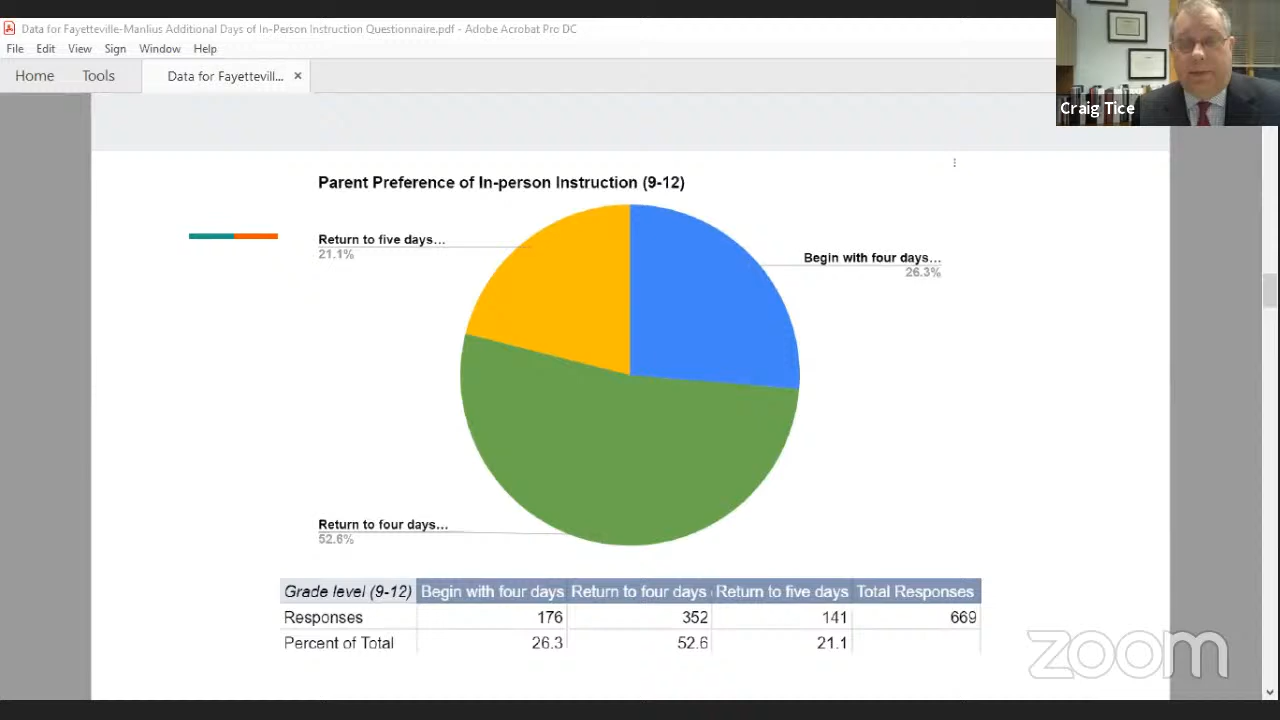 Data for Fayetteville-Manlius Additional Days of In-Person Instruction Questionnaire.pdf - Adobe Acrobat Pro DC
File Edit View Sign Window Help
Home Tools Data for Fayettevill... ×
Craig Tice
Parent Preference of In-person Instruction (9-12)
Return to five days…
21.1%
Begin with four days…
26.3%
Return to four days…
52.6%
Grade level (9-12) Begin with four days Return to four days Return to five days Total Responses
Responses 176 352 141 669
Percent of Total 26.3 52.6 21.1
zoom